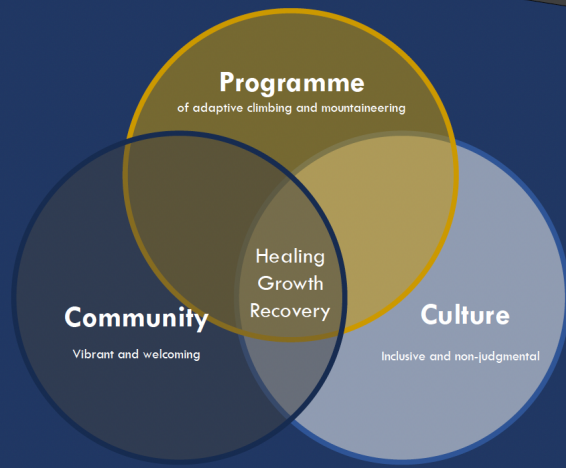 Programme
of adaptive climbing and mountaineering
Healing
Growth
Recovery
Community
Vibrant and welcoming
Culture
Inclusive and non-judgmental